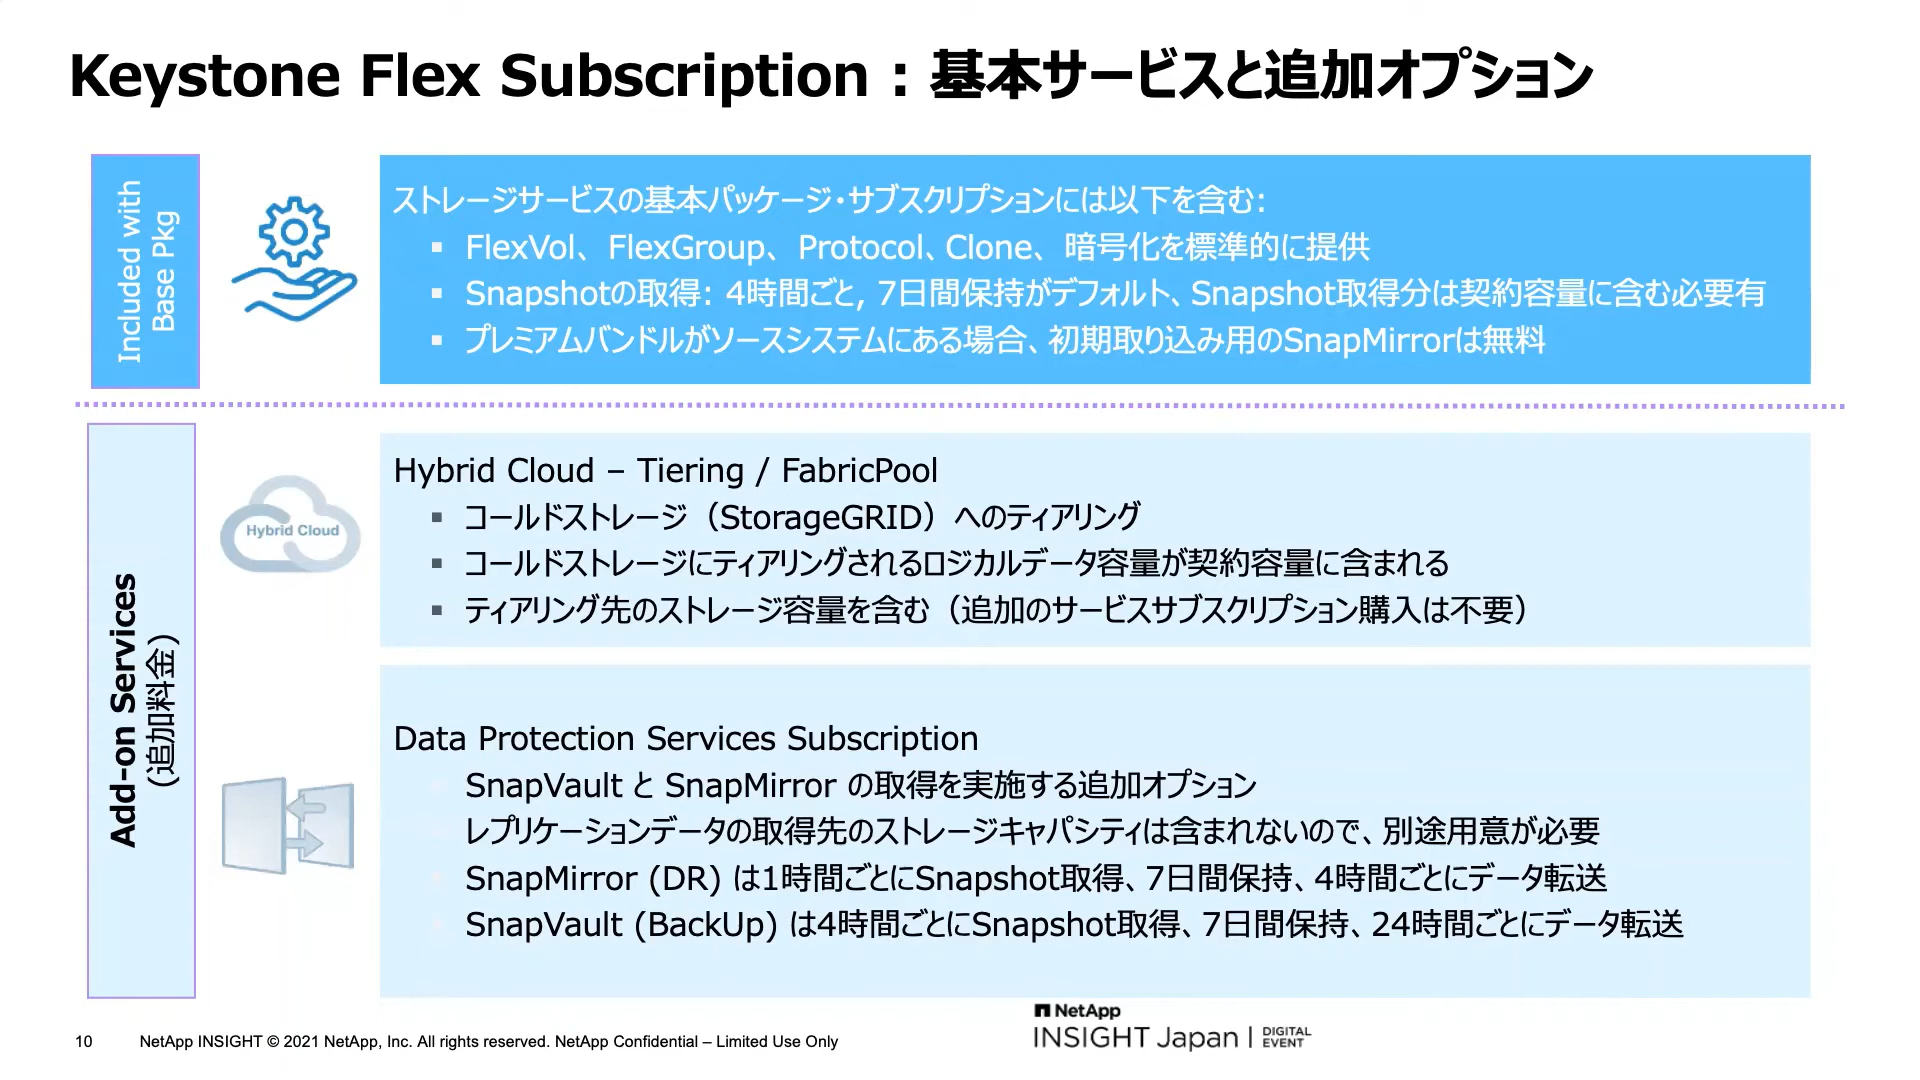 Keystone Flex Subscription : 基本サービスと追加オプション
Included with
Base Pkg
ストレージサービスの基本パッケージ・サブスクリプションには以下を含む:
▪ FlexVol、FlexGroup、Protocol、Clone、暗号化を標準的に提供
▪ Snapshotの取得: 4時間ごと, 7日間保持がデフォルト、Snapshot取得分は契約容量に含む必要有
▪ プレミアムバンドルがソースシステムにある場合、初期取り込み用のSnapMirrorは無料
Add-on Services
(追加料金)
Hybrid Cloud
Hybrid Cloud – Tiering / FabricPool
▪ コールドストレージ（StorageGRID）へのティアリング
▪ コールドストレージにティアリングされるロジカルデータ容量が契約容量に含まれる
▪ ティアリング先のストレージ容量を含む（追加のサービスサブスクリプション購入は不要）
Data Protection Services Subscription
SnapVault と SnapMirror の取得を実施する追加オプション
レプリケーションデータの取得先のストレージキャパシティは含まれないので、別途用意が必要
SnapMirror (DR) は1時間ごとにSnapshot取得、7日間保持、4時間ごとにデータ転送
SnapVault (BackUp) は4時間ごとにSnapshot取得、7日間保持、24時間ごとにデータ転送
10 NetApp INSIGHT © 2021 NetApp, Inc. All rights reserved. NetApp Confidential – Limited Use Only
NetApp
INSIGHT Japan | DIGITAL EVENT